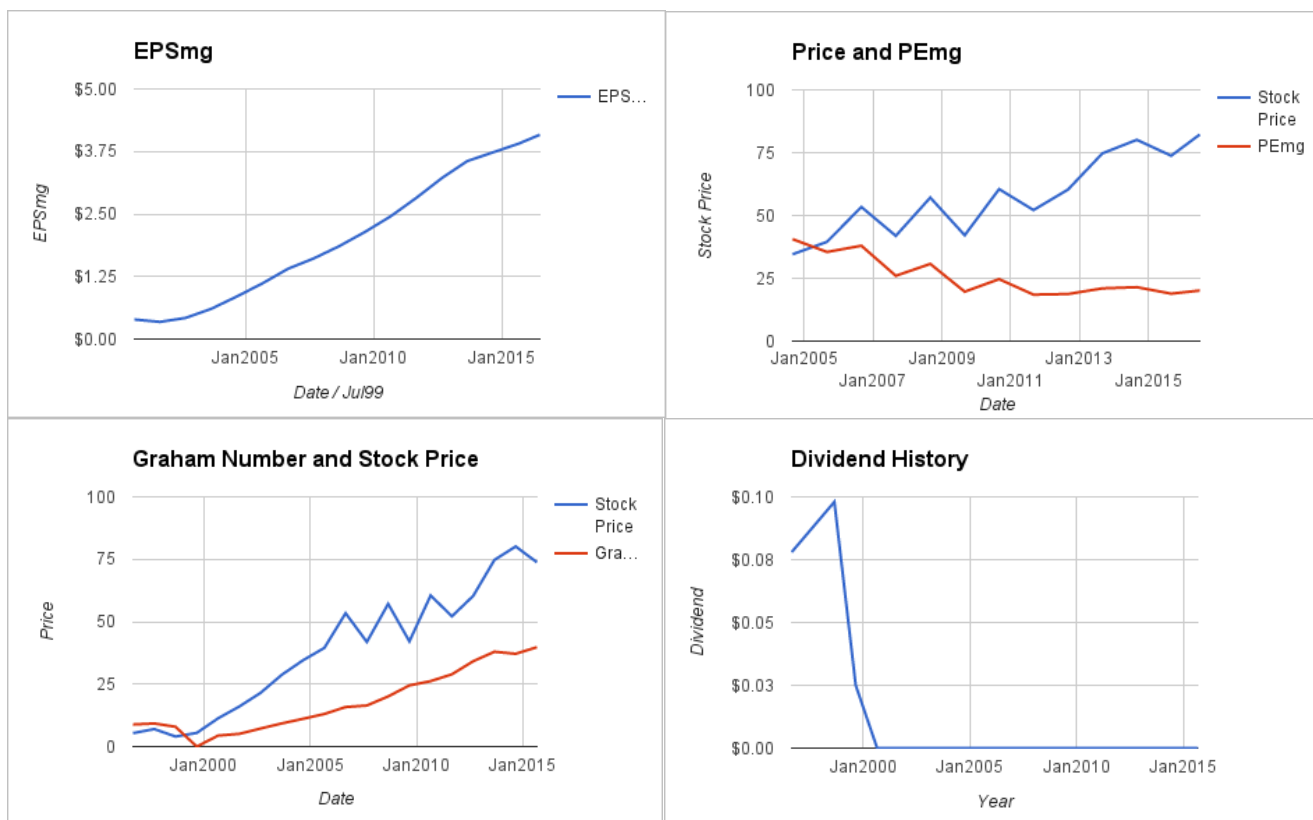 EPSmg
$5.00
$3.75
$2.50
$1.25
$0.00
EPSmg
Jan2005
Jan2010
Jan2015
Date / Jul99
EPS…
Price and PEmg
100
75
50
25
0
Stock Price
Jan2005
Jan2009
Jan2013
Jan2007
Jan2011
Jan2015
Date
Stock
Price
PEmg
Graham Number and Stock Price
100
75
50
25
0
Price
Jan2000
Jan2005
Jan2010
Jan2015
Date
Stock
Price
Gra…
Dividend History
$0.10
$0.08
$0.05
$0.03
$0.00
Dividend
Jan2000
Jan2005
Jan2010
Jan2015
Year